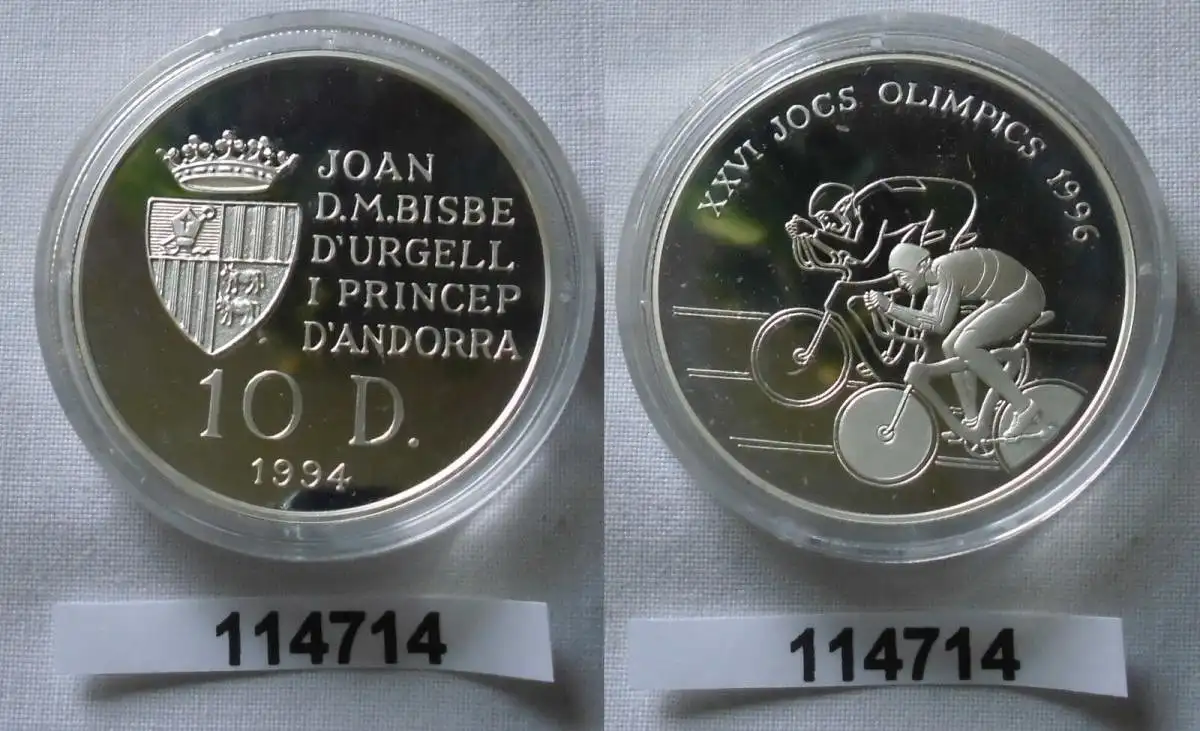 JOAN
D.M.BISBE
D'URGELL
I PRINCEP
D'ANDORRA
10 D.
1994
114714
XXVI JOCS OLIMPICS 1996
114714